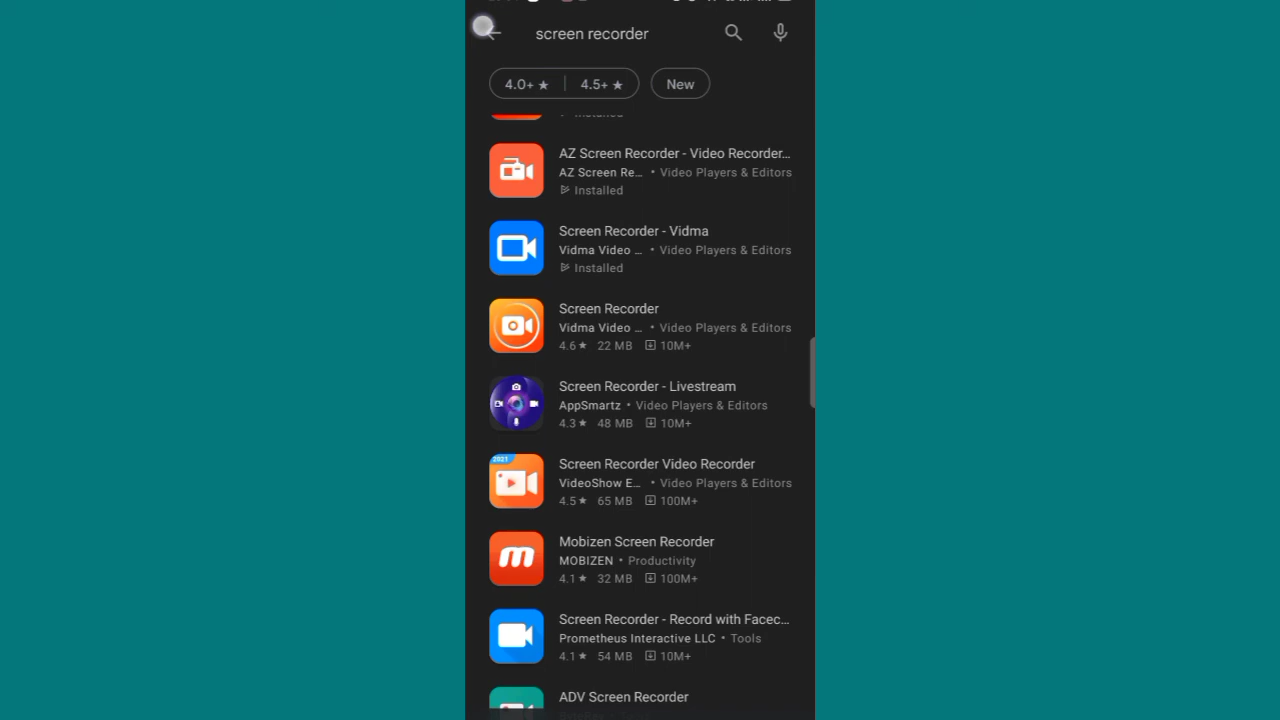 screen recorder
4.0+ ★ | 4.5+ ★ New
Installed
AZ Screen Recorder - Video Recorder...
AZ Screen Re... • Video Players & Editors
Installed
Screen Recorder - Vidma
Vidma Video ... • Video Players & Editors
Installed
Screen Recorder
Vidma Video ... • Video Players & Editors
4.6 ★ 22 MB 10M+
Screen Recorder - Livestream
AppSmartz • Video Players & Editors
4.3 ★ 48 MB 10M+
2021
Screen Recorder Video Recorder
VideoShow E... • Video Players & Editors
4.5 ★ 65 MB 100M+
m
Mobizen Screen Recorder
MOBIZEN • Productivity
4.1 ★ 32 MB 100M+
Screen Recorder - Record with Facec...
Prometheus Interactive LLC • Tools
4.1 ★ 54 MB 10M+
ADV Screen Recorder